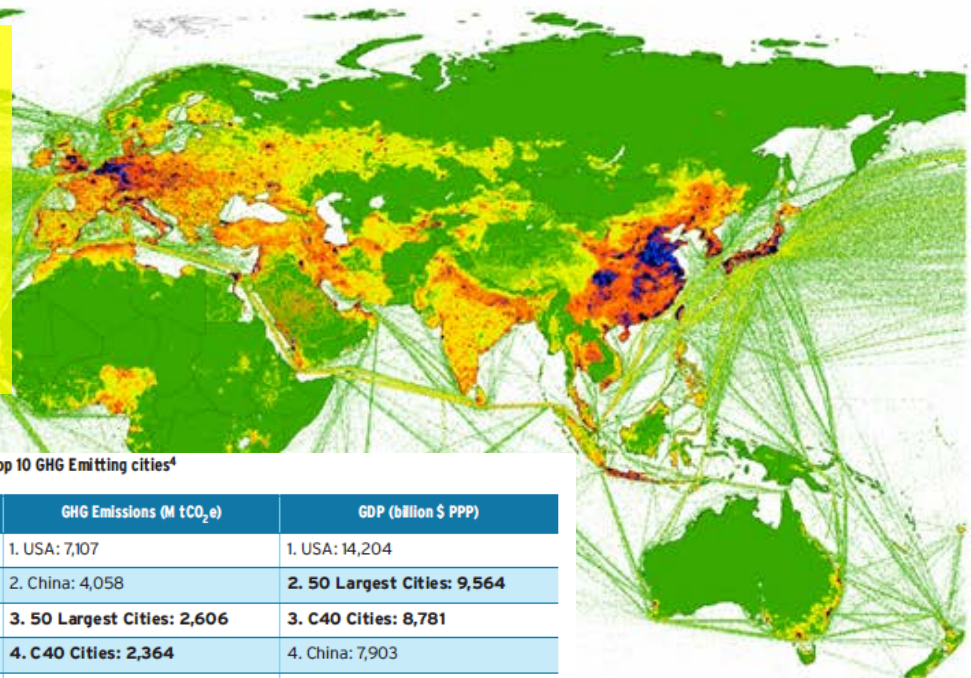 op 10 GHG Emitting cities⁴
GHG Emissions (M tCO₂e) GDP (billion $ PPP)
1. USA: 7,107 1. USA: 14,204
2. China: 4,058 2. 50 Largest Cities: 9,564
3. 50 Largest Cities: 2,606 3. C40 Cities: 8,781
4. C40 Cities: 2,364 4. China: 7,903